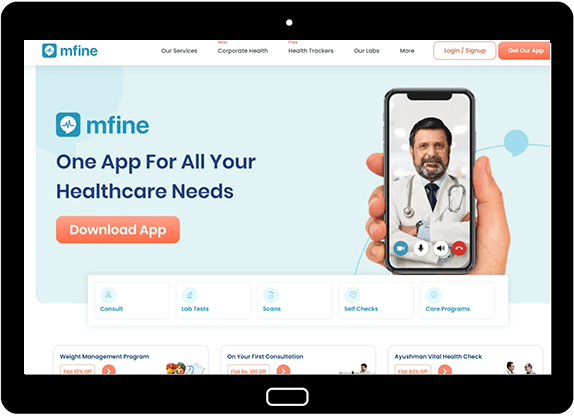 mfine
Our Services
New
Corporate Health
Free
Health Trackers
Our Labs
More
Login / Signup
Get Our App
mfine
One App For All Your
Healthcare Needs
Download App
Consult
Lab Tests
Scans
Self Checks
Care Programs
Weight Management Program
Flat 10% Off
On Your First Consultation
Flat Rs. 100 Off
Ayushman Vital Health Check
Flat 60% Off